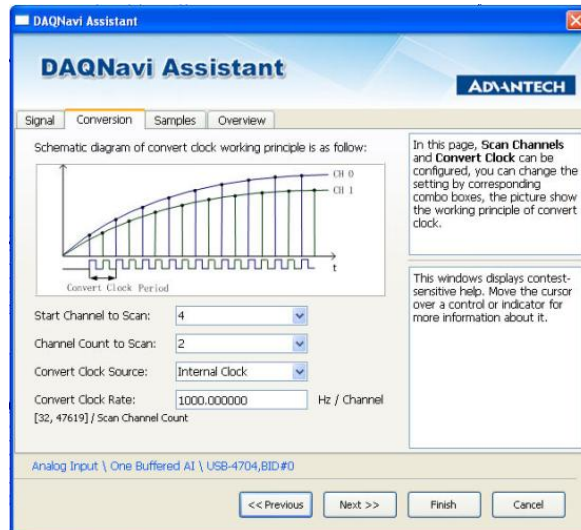 DAQNavi Assistant
DAQNavi Assistant
ADVANTECH
Signal Conversion Samples Overview
Schematic diagram of convert clock working principle is as follow:
CH 0
CH 1
t
Convert Clock Period
Start Channel to Scan: 4
Channel Count to Scan: 2
Convert Clock Source: Internal Clock
Convert Clock Rate: 1000.000000 Hz / Channel
[32, 47619] / Scan Channel Count
In this page, Scan Channels
and Convert Clock can be
configured, you can change the
setting by corresponding
combo boxes, the picture show
the working principle of convert
clock.
This windows displays contest-
sensitive help. Move the cursor
over a control or indicator for
more information about it.
Analog Input \ One Buffered AI \ USB-4704,BID#0
<< Previous Next >> Finish Cancel